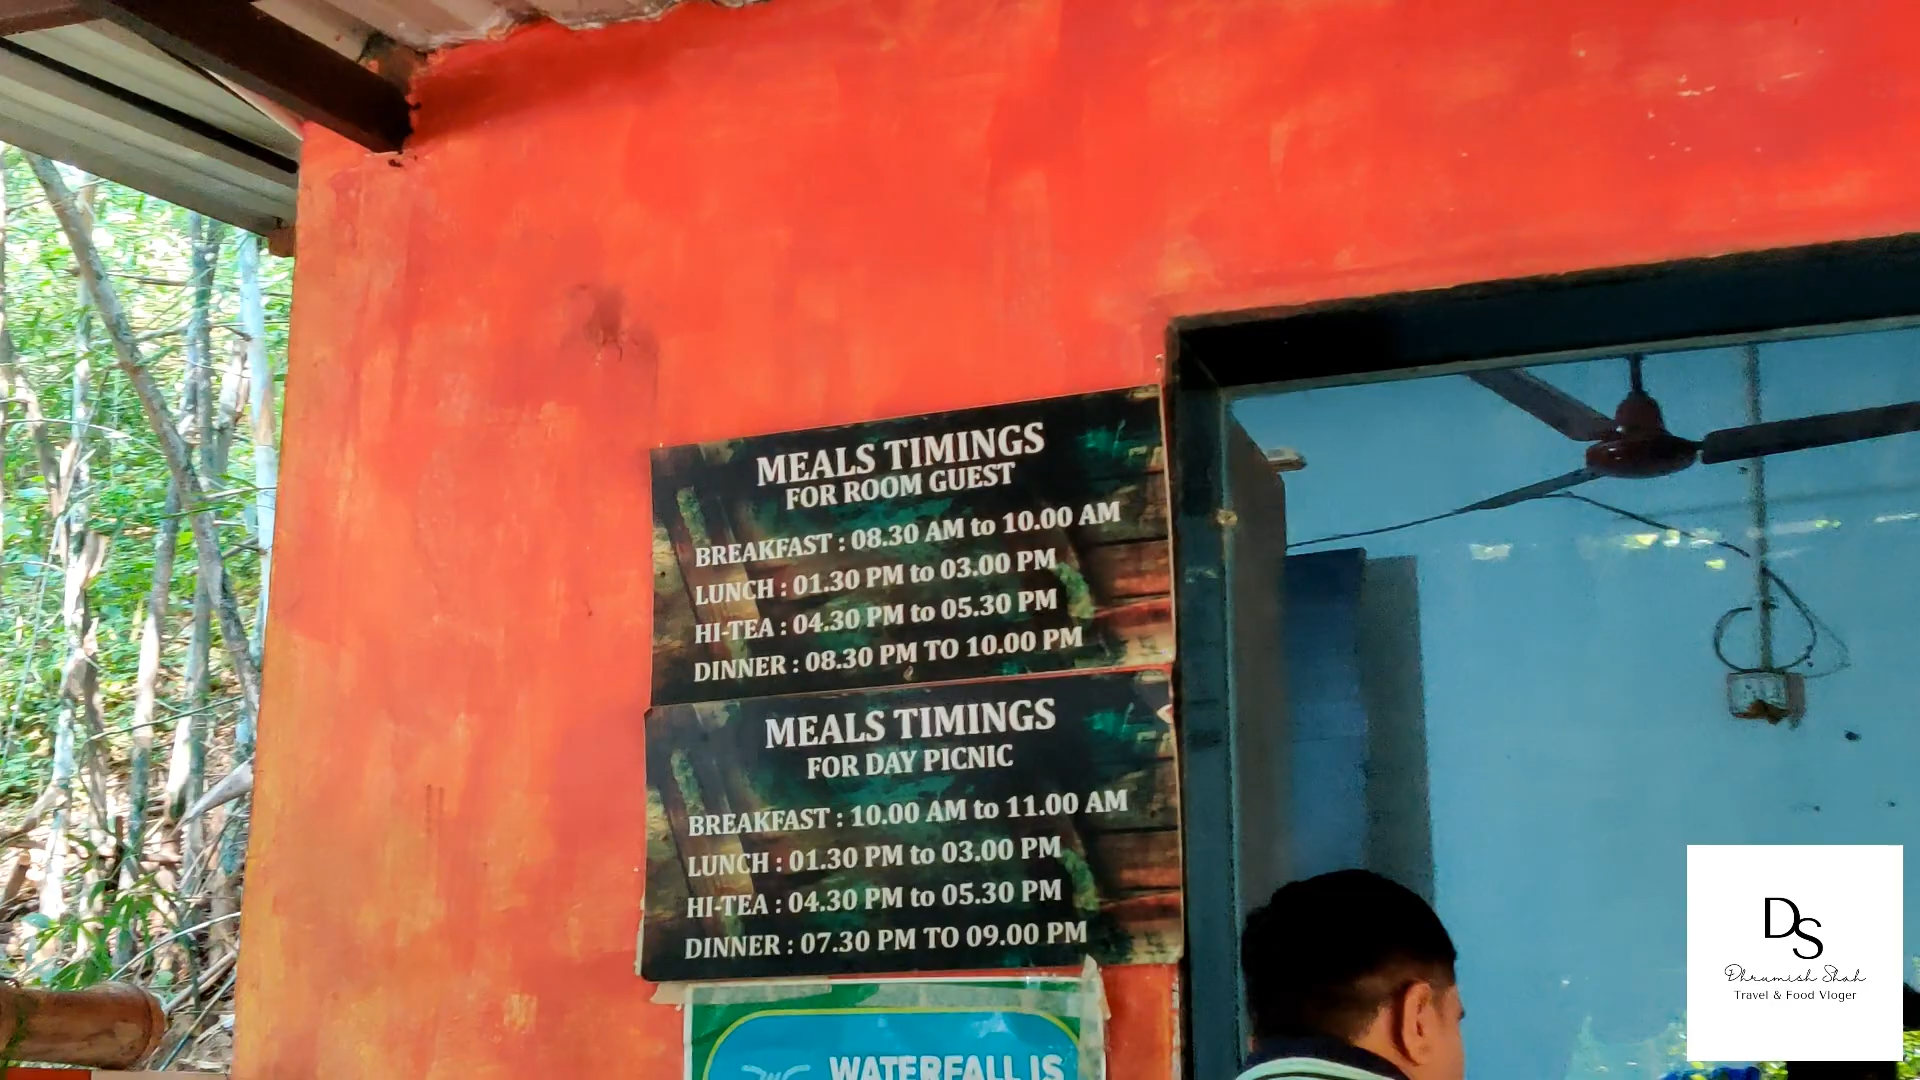 MEALS TIMINGS
FOR ROOM GUEST
BREAKFAST : 08.30 AM to 10.00 AM
LUNCH : 01.30 PM to 03.00 PM
HI-TEA : 04.30 PM to 05.30 PM
DINNER : 08.30 PM TO 10.00 PM
MEALS TIMINGS
FOR DAY PICNIC
BREAKFAST : 10.00 AM to 11.00 AM
LUNCH : 01.30 PM to 03.00 PM
HI-TEA : 04.30 PM to 05.30 PM
DINNER : 07.30 PM TO 09.00 PM
WATERFALL IS
DS
Dhrumish Shah
Travel & Food Vloger